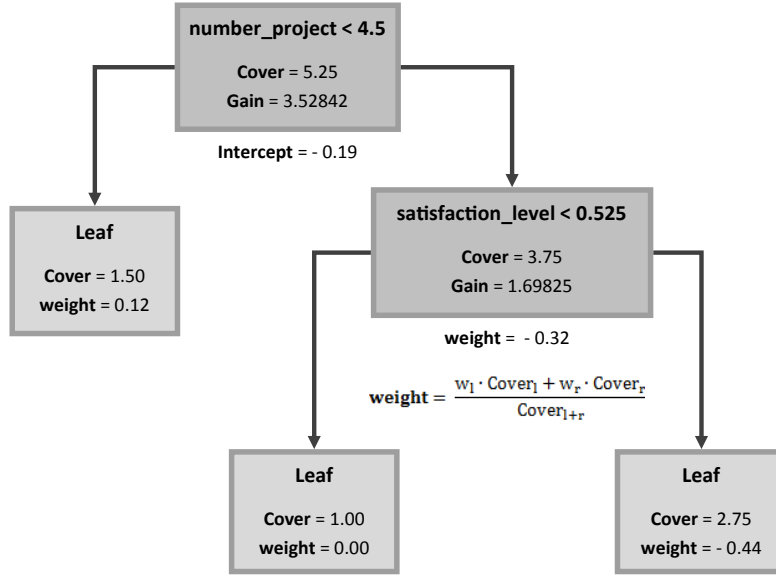 number_project < 4.5
Cover = 5.25
Gain = 3.52842
Intercept = - 0.19
Leaf
Cover = 1.50
weight = 0.12
satisfaction_level < 0.525
Cover = 3.75
Gain = 1.69825
weight = - 0.32
weight = (w_l · Cover_l + w_r · Cover_r) / Cover_{l+r}
Leaf
Cover = 1.00
weight = 0.00
Leaf
Cover = 2.75
weight = - 0.44